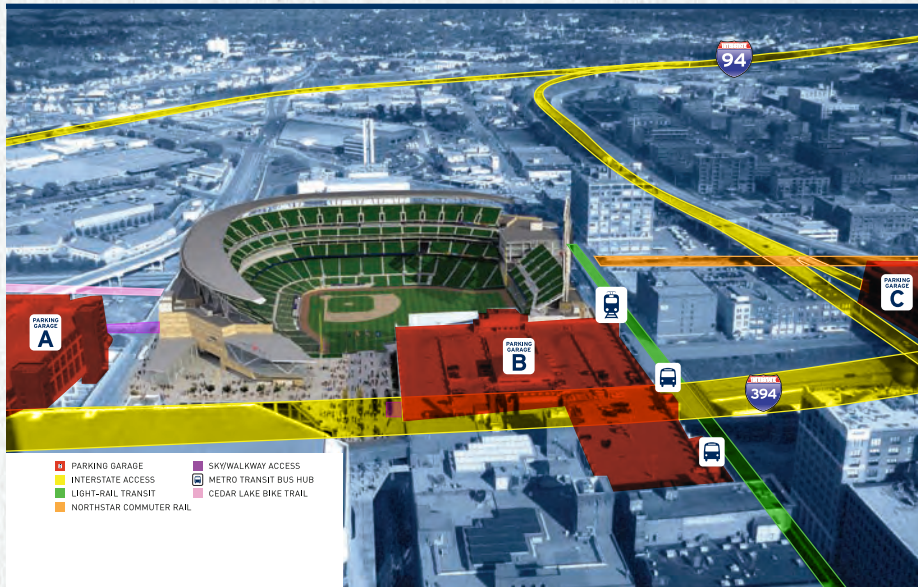 INTERSTATE
94
PARKING
GARAGE
C
PARKING
GARAGE
A
PARKING
GARAGE
B
INTERSTATE
394
PARKING GARAGE
INTERSTATE ACCESS
LIGHT-RAIL TRANSIT
NORTHSTAR COMMUTER RAIL
SKY/WALKWAY ACCESS
METRO TRANSIT BUS HUB
CEDAR LAKE BIKE TRAIL